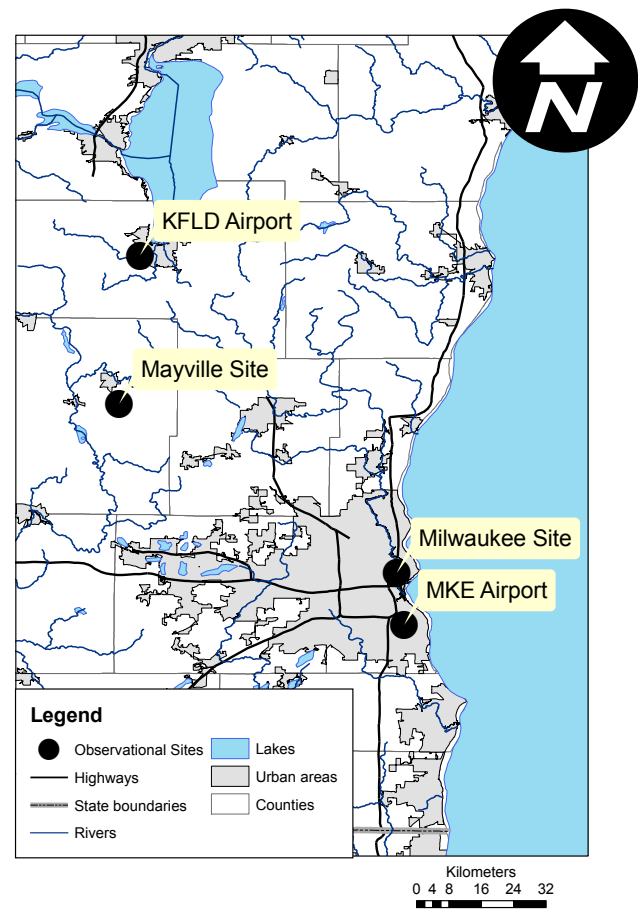 N
KFLD Airport
Mayville Site
Milwaukee Site
MKE Airport
Legend
Observational Sites
Highways
State boundaries
Rivers
Lakes
Urban areas
Counties
Kilometers
0 4 8 16 24 32